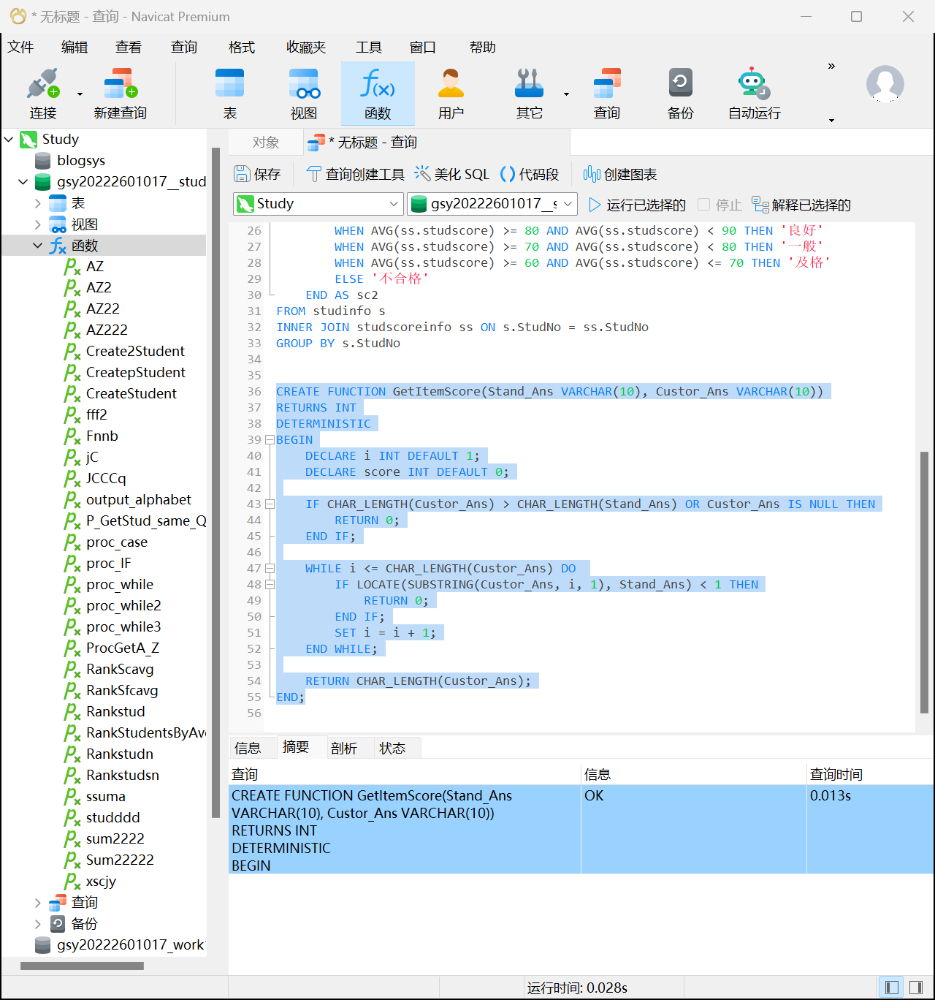 * 无标题 - 查询 - Navicat Premium
文件 编辑 查看 查询 格式 收藏夹 工具 窗口 帮助
连接 新建查询 表 视图 函数 用户 其它 查询 备份 自动运行
Study
blogsys
gsy20222601017__stud
表
视图
函数
AZ
AZ2
AZ22
AZ222
Create2Student
CreatepStudent
CreateStudent
fff2
Fnnb
jC
JCCCq
output_alphabet
P_GetStud_same_Q
proc_case
proc_IF
proc_while
proc_while2
proc_while3
ProcGetA_Z
RankScavg
RankSfcavg
Rankstud
RankStudentsByAve
Rankstudn
Rankstudsn
ssuma
studddd
sum2222
Sum22222
xscjy
查询
备份
gsy20222601017_work
对象 * 无标题 - 查询
保存 查询创建工具 美化 SQL 代码段 创建图表
Study gsy20222601017__s 运行已选择的 停止 解释已选择的
26 WHEN AVG(ss.studscore) >= 80 AND AVG(ss.studscore) < 90 THEN '良好'
27 WHEN AVG(ss.studscore) >= 70 AND AVG(ss.studscore) < 80 THEN '一般'
28 WHEN AVG(ss.studscore) >= 60 AND AVG(ss.studscore) <= 70 THEN '及格'
29 ELSE '不合格'
30 END AS sc2
31 FROM studinfo s
32 INNER JOIN studscoreinfo ss ON s.StudNo = ss.StudNo
33 GROUP BY s.StudNo
34
35
36 CREATE FUNCTION GetItemScore(Stand_Ans VARCHAR(10), Custor_Ans VARCHAR(10))
37 RETURNS INT
38 DETERMINISTIC
39 BEGIN
40 DECLARE i INT DEFAULT 1;
41 DECLARE score INT DEFAULT 0;
42
43 IF CHAR_LENGTH(Custor_Ans) > CHAR_LENGTH(Stand_Ans) OR Custor_Ans IS NULL THEN
44 RETURN 0;
45 END IF;
46
47 WHILE i <= CHAR_LENGTH(Custor_Ans) DO
48 IF LOCATE(SUBSTRING(Custor_Ans, i, 1), Stand_Ans) < 1 THEN
49 RETURN 0;
50 END IF;
51 SET i = i + 1;
52 END WHILE;
53
54 RETURN CHAR_LENGTH(Custor_Ans);
55 END;
56
信息 摘要 剖析 状态
查询 信息 查询时间
CREATE FUNCTION GetItemScore(Stand_Ans OK 0.013s
VARCHAR(10), Custor_Ans VARCHAR(10))
RETURNS INT
DETERMINISTIC
BEGIN
运行时间: 0.028s